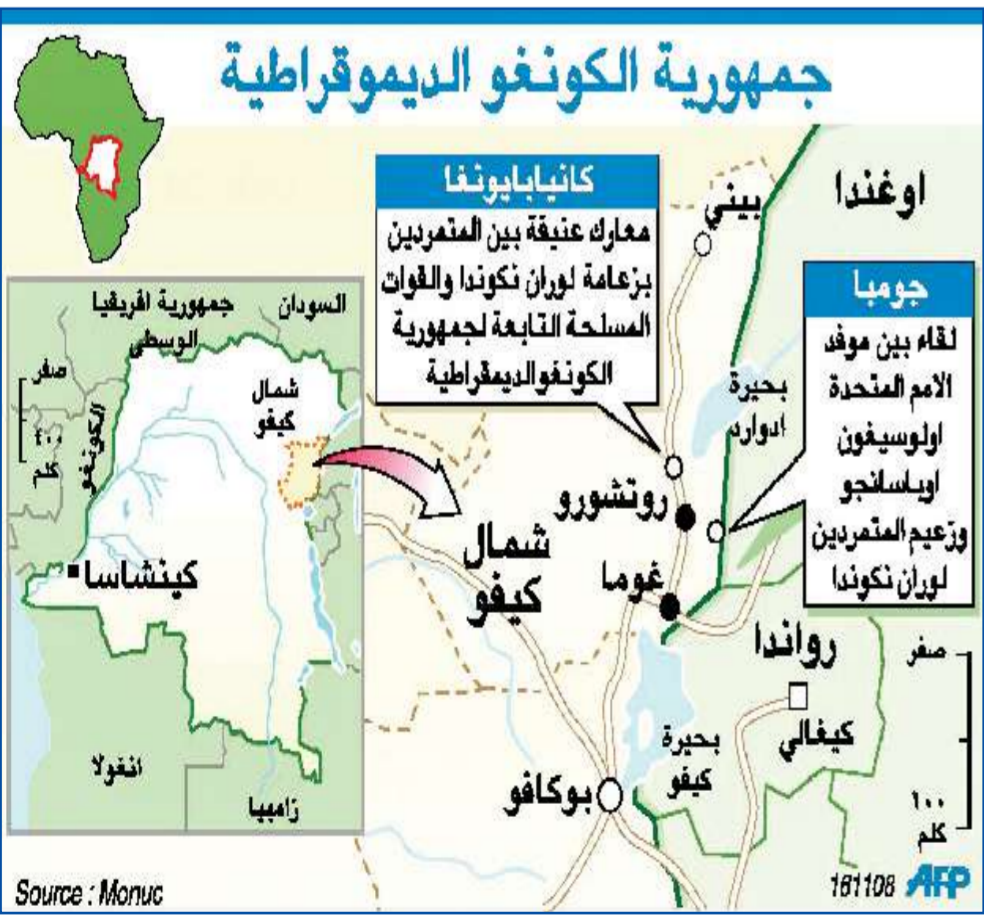 جمهورية الكونغو الديموقراطية
كانيابايونغا
معارك عنيقة بين المتمردين
بزعامة لوران نكوندا والقوات
المسلحة التابعة لجمهورية
الكونغوالديمقراطية
بيني
اوغندا
جومبا
لقاء بين موفد
الامم المتحدة
اولوسيغون
اوباسانجو
وزعيم المتمردين
لوران نكوندا
بحيرة
ادوارد
روتشورو
غوما
شمال
كيفو
رواندا
كيغالي
بحيرة
كيفو
بوكافو
صفر
١٠٠
كلم
السودان
جمهورية افريقيا
الوسطى
صفر
٤٠٠
كلم
الكونغو
شمال
كيفو
كينشاسا
انغولا
زامبيا
Source : Monuc
161108 AFP